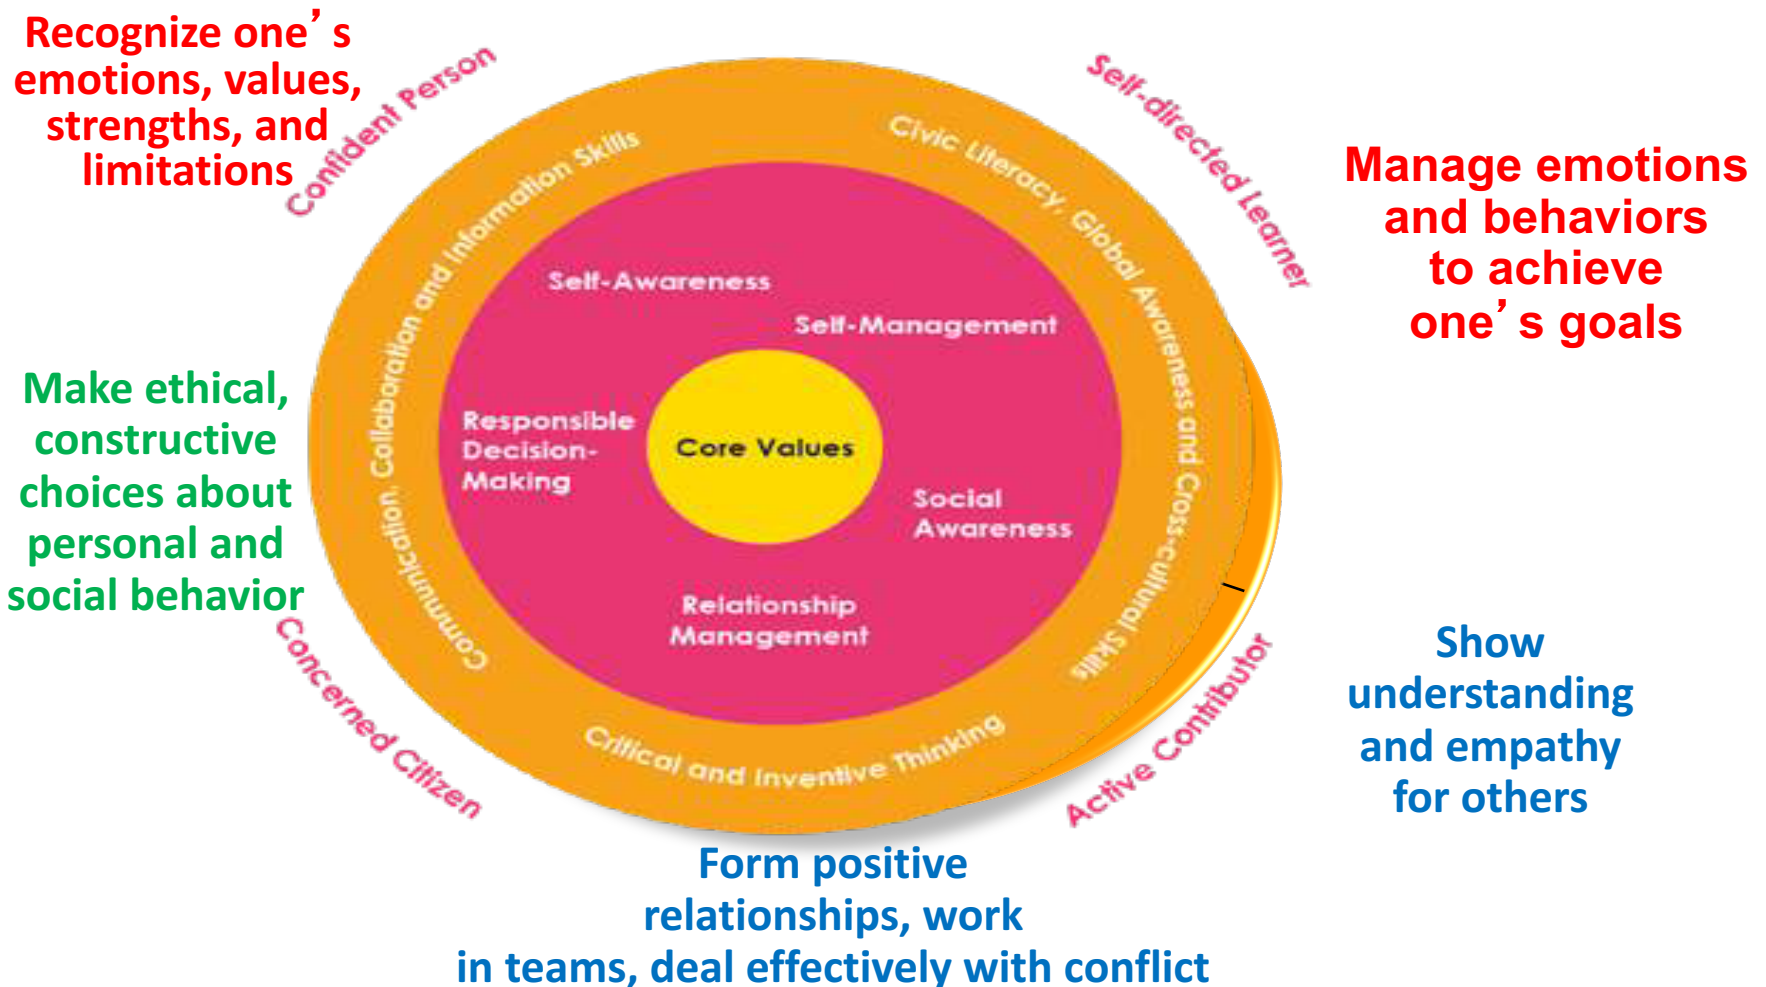 Recognize one’s
emotions, values,
strengths, and
limitations
Confident Person
Self-directed Learner
Manage emotions
and behaviors
to achieve
one’s goals
Communication, Collaboration and Information Skills
Civic Literacy, Global Awareness and Cross-cultural Skills
Self-Awareness
Self-Management
Make ethical,
constructive
choices about
personal and
social behavior
Responsible
Decision-
Making
Core Values
Social
Awareness
Relationship
Management
Critical and Inventive Thinking
Concerned Citizen
Active Contributor
Show
understanding
and empathy
for others
Form positive
relationships, work
in teams, deal effectively with conflict